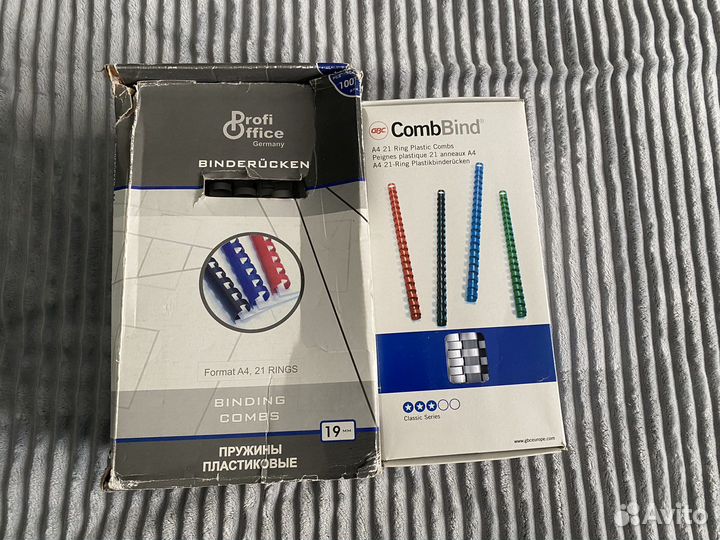 100
Profi
Office
Germany
BINDERÜCKEN
Format A4, 21 RINGS
BINDING
COMBS
19 мм
ПРУЖИНЫ
ПЛАСТИКОВЫЕ
GBC CombBind®
A4 21 Ring Plastic Combs
Peignes plastique 21 anneaux A4
A4 21-Ring Plastikbinderücken
Classic Series
www.gbceurope.com
Avito